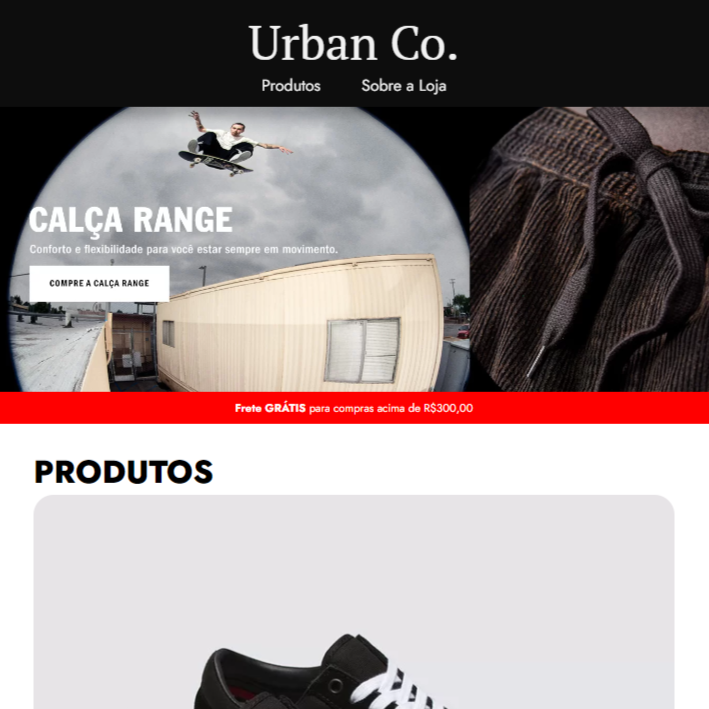 Urban Co.
Produtos Sobre a Loja
CALÇA RANGE
Conforto e flexibilidade para você estar sempre em movimento.
COMPRE A CALÇA RANGE
Frete GRÁTIS para compras acima de R$300,00
PRODUTOS